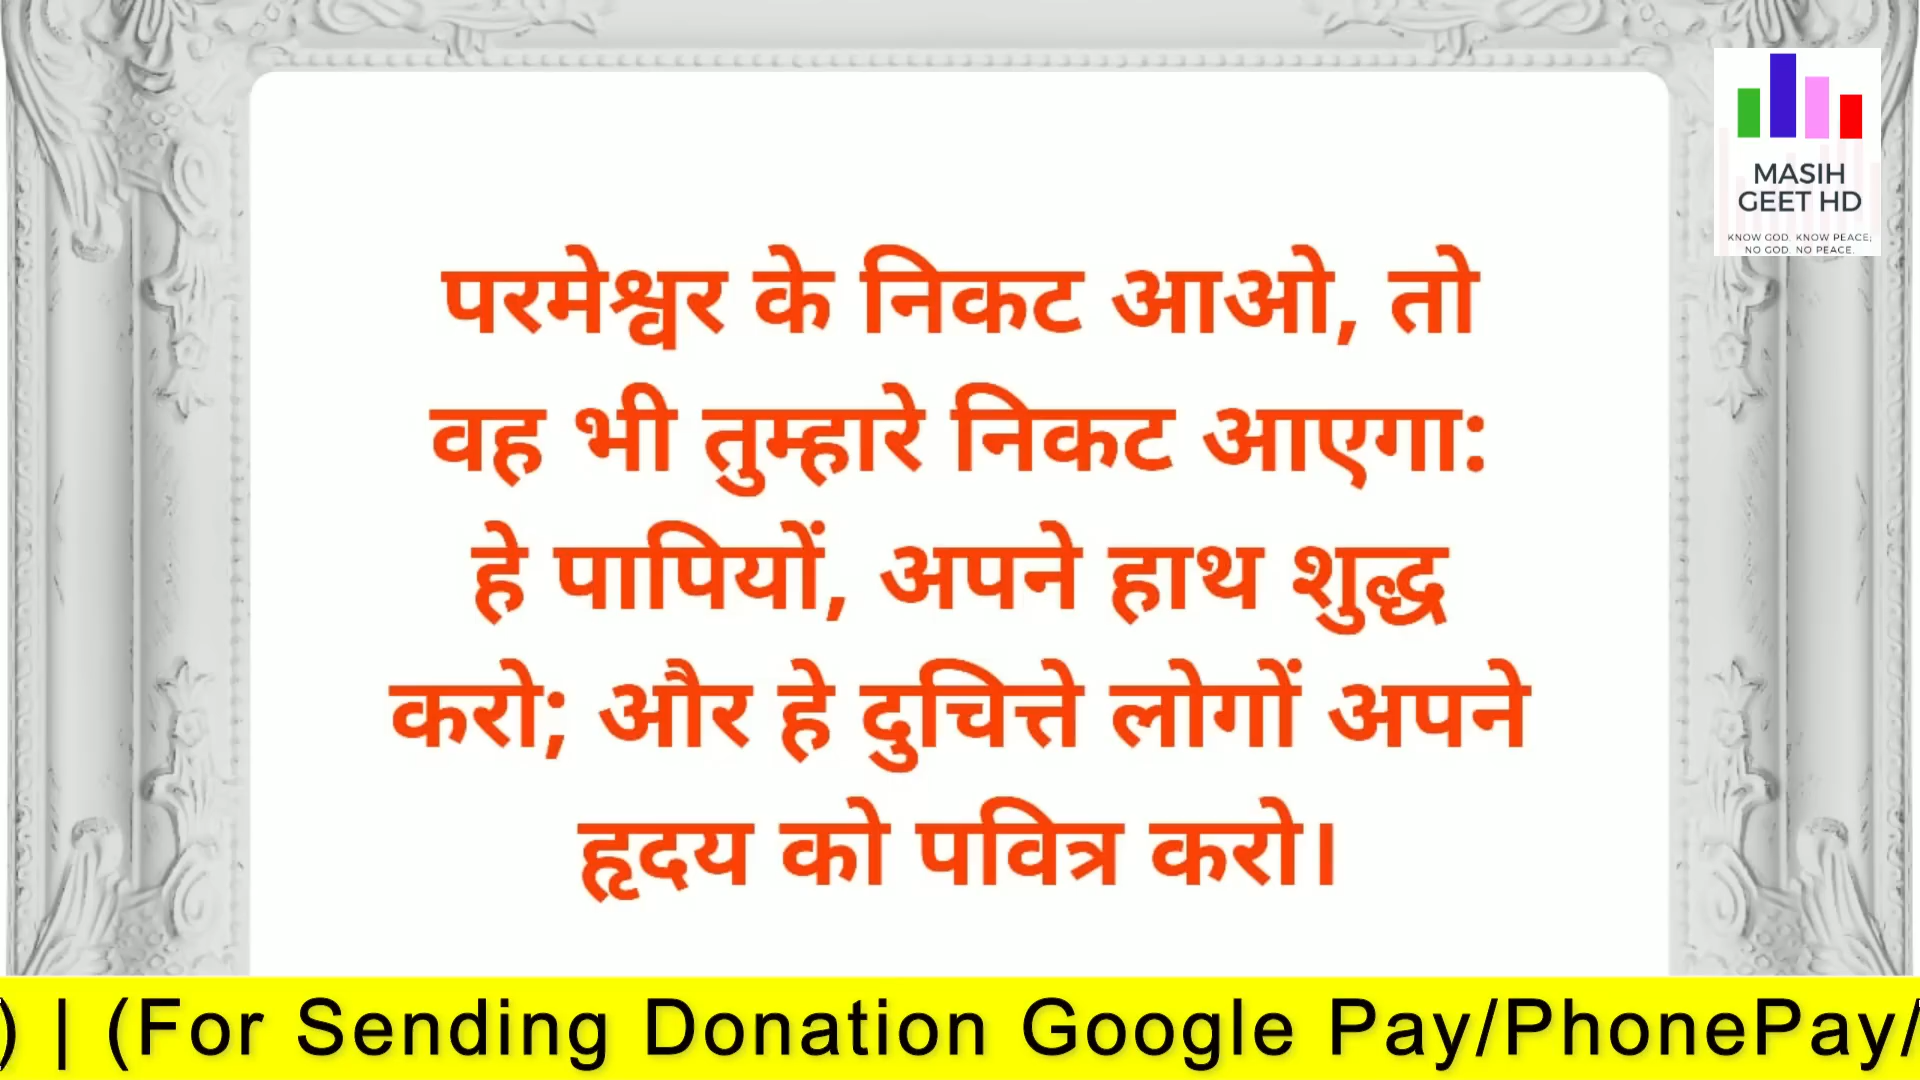 MASIH
GEET HD
KNOW GOD, KNOW PEACE;
NO GOD, NO PEACE.
परमेश्वर के निकट आओ, तो
वह भी तुम्हारे निकट आएगा:
हे पापियों, अपने हाथ शुद्ध
करो; और हे दुचित्ते लोगों अपने
हृदय को पवित्र करो।
) | (For Sending Donation Google Pay/PhonePay/